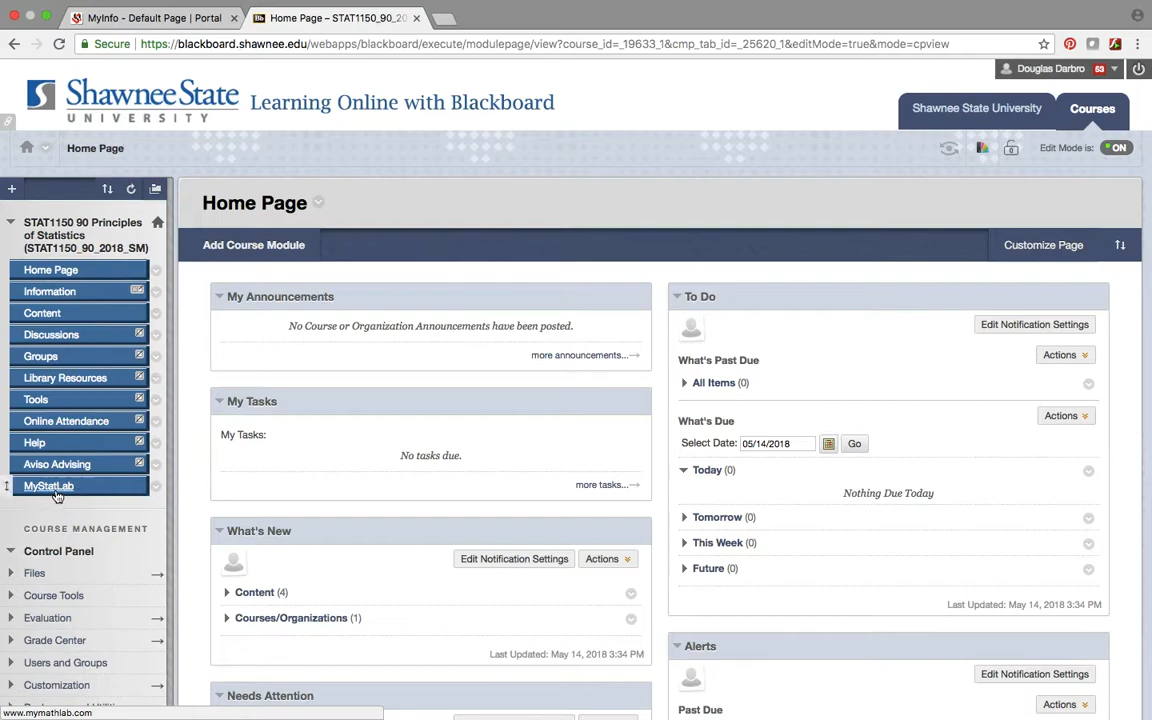 MyInfo - Default Page | Portal
Home Page – STAT1150_90_20
Secure
https://blackboard.shawnee.edu/webapps/blackboard/execute/modulepage/view?course_id=_19633_1&cmp_tab_id=_25620_1&editMode=true&mode=cpview
Douglas Darbro 63
Shawnee State
UNIVERSITY
Learning Online with Blackboard
Shawnee State University
Courses
Home Page
Edit Mode is: ON
STAT1150 90 Principles
of Statistics
(STAT1150_90_2018_SM)
Home Page
Information
Content
Discussions
Groups
Library Resources
Tools
Online Attendance
Help
Aviso Advising
MyStatLab
COURSE MANAGEMENT
Control Panel
Files
Course Tools
Evaluation
Grade Center
Users and Groups
Customization
www.mymathlab.com
Home Page
Add Course Module
Customize Page
My Announcements
No Course or Organization Announcements have been posted.
more announcements...
My Tasks
My Tasks:
No tasks due.
more tasks...
What's New
Edit Notification Settings
Actions
Content (4)
Courses/Organizations (1)
Last Updated: May 14, 2018 3:34 PM
Needs Attention
To Do
Edit Notification Settings
What's Past Due
Actions
All Items (0)
What's Due
Actions
Select Date: 05/14/2018 Go
Today (0)
Nothing Due Today
Tomorrow (0)
This Week (0)
Future (0)
Last Updated: May 14, 2018 3:34 PM
Alerts
Edit Notification Settings
Past Due
Actions